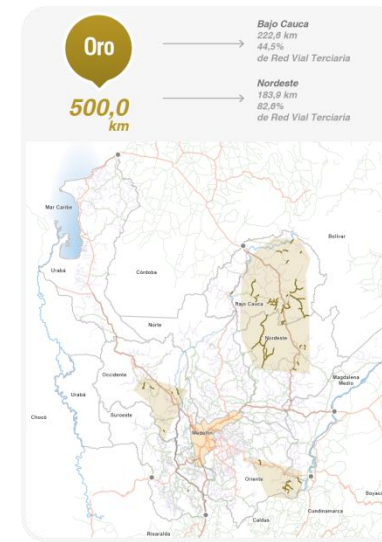 Oro
500,0
km
Bajo Cauca
222,6 km
44,5%
de Red Vial Terciaria
Nordeste
183,9 km
82,6%
de Red Vial Terciaria
Mar Caribe
Bolívar
Urabá
Córdoba
Bajo Cauca
Norte
Nordeste
Magdalena
Medio
Occidente
Urabá
Suroeste
Chocó
Medellín
Oriente
Boyacá
Cundinamarca
Caldas
Risaralda